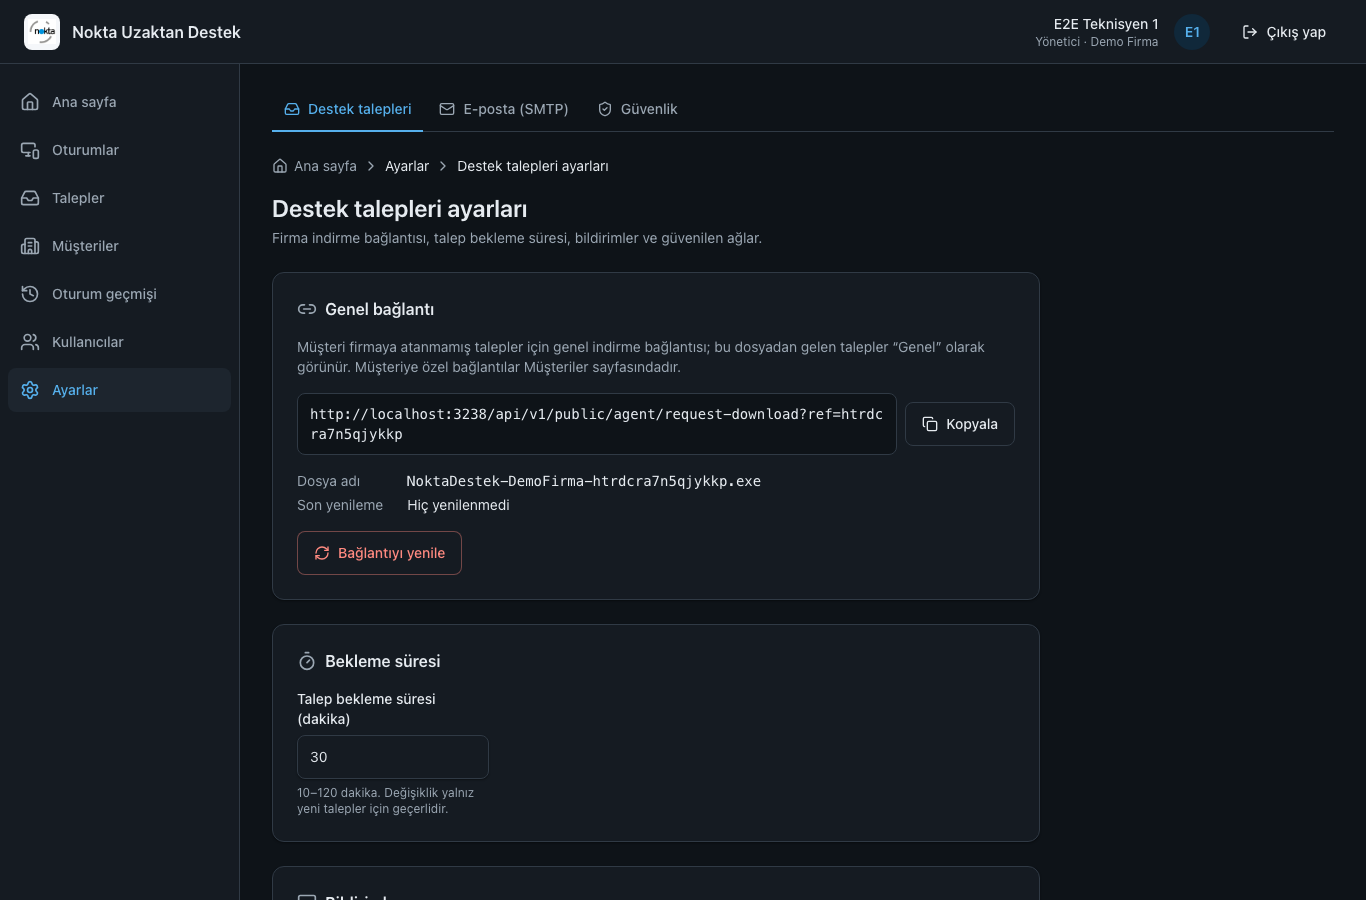 nokta
Nokta Uzaktan Destek
E2E Teknisyen 1
Yönetici · Demo Firma
E1
Çıkış yap
Ana sayfa
Oturumlar
Talepler
Müşteriler
Oturum geçmişi
Kullanıcılar
Ayarlar
Destek talepleri
E-posta (SMTP)
Güvenlik
Ana sayfa > Ayarlar > Destek talepleri ayarları
Destek talepleri ayarları
Firma indirme bağlantısı, talep bekleme süresi, bildirimler ve güvenilen ağlar.
Genel bağlantı
Müşteri firmaya atanmamış talepler için genel indirme bağlantısı; bu dosyadan gelen talepler “Genel” olarak
görünür. Müşteriye özel bağlantılar Müşteriler sayfasındadır.
http://localhost:3238/api/v1/public/agent/request-download?ref=htrdc
ra7n5qjykkp
Kopyala
Dosya adı NoktaDestek-DemoFirma-htrdcra7n5qjykkp.exe
Son yenileme Hiç yenilenmedi
Bağlantıyı yenile
Bekleme süresi
Talep bekleme süresi
(dakika)
30
10–120 dakika. Değişiklik yalnız
yeni talepler için geçerlidir.